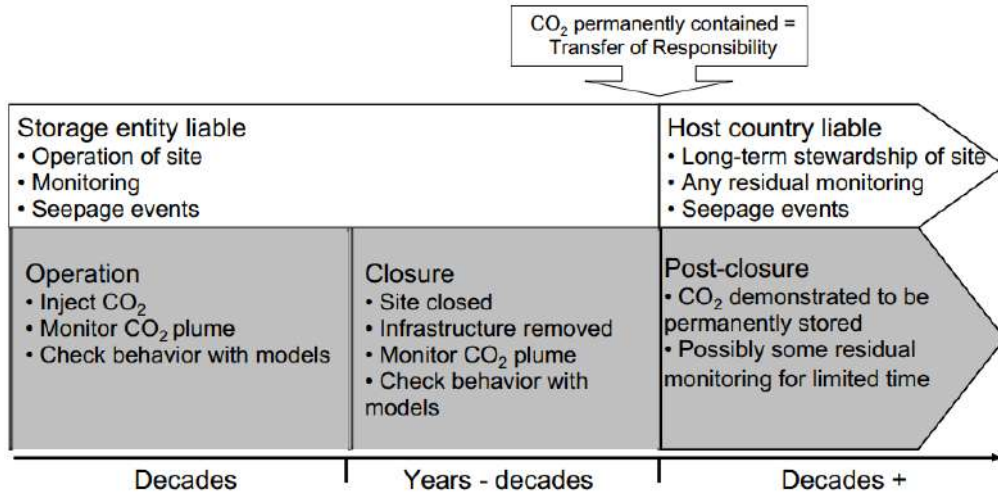 CO₂ permanently contained =
Transfer of Responsibility
Storage entity liable
• Operation of site
• Monitoring
• Seepage events
Host country liable
• Long-term stewardship of site
• Any residual monitoring
• Seepage events
Operation
• Inject CO₂
• Monitor CO₂ plume
• Check behavior with models
Closure
• Site closed
• Infrastructure removed
• Monitor CO₂ plume
• Check behavior with
models
Post-closure
• CO₂ demonstrated to be
permanently stored
• Possibly some residual
monitoring for limited time
Decades
Years - decades
Decades +